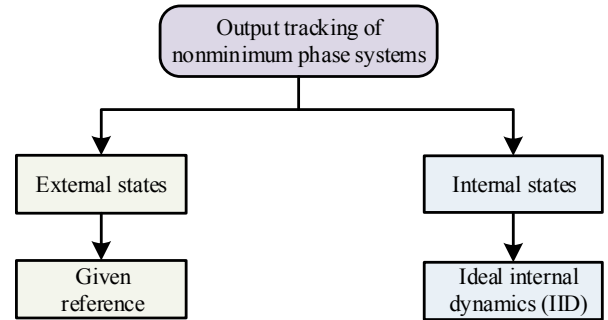 Output tracking of
nonminimum phase systems
External states
Internal states
Given
reference
Ideal internal
dynamics (IID)